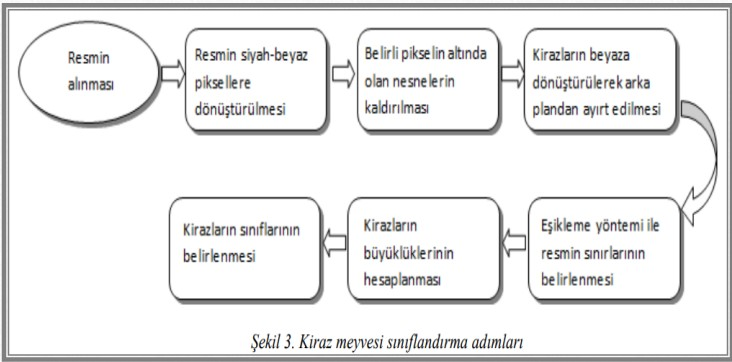 Resmin
alınması
Resmin siyah-beyaz
piksellere
dönüştürülmesi
Belirli pikselin altında
olan nesnelerin
kaldırılması
Kirazların beyaza
dönüştürülerek arka
plandan ayırt edilmesi
Eşikleme yöntemi ile
resmin sınırlarının
belirlenmesi
Kirazların
büyüklüklerinin
hesaplanması
Kirazların sınıflarının
belirlenmesi
Şekil 3. Kiraz meyvesi sınıflandırma adımları